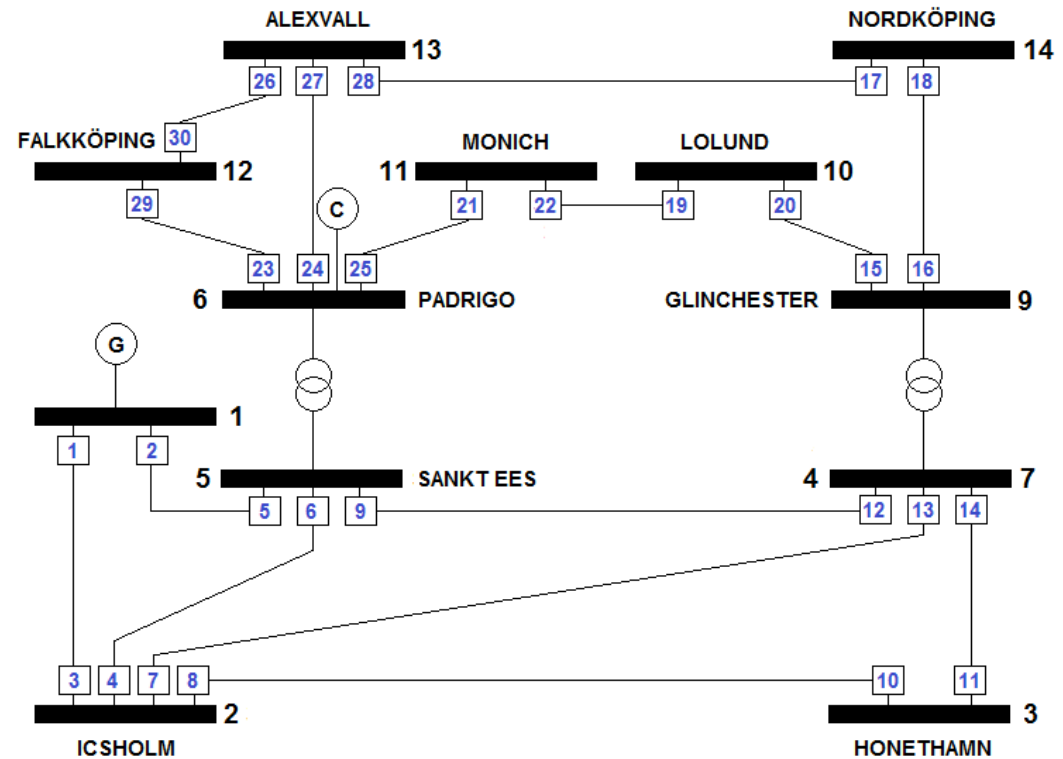 ALEXVALL
NORDKÖPING
13
14
26 27 28
17 18
30
FALKKÖPING
12
MONICH
11
LOLUND
10
29
C
21 22
19 20
23 24 25
15 16
6
PADRIGO
GLINCHESTER
9
G
1
1 2
5
SANKT EES
4
7
5 6 9
12 13 14
3 4 7 8
10 11
2
3
ICSHOLM
HONETHAMN